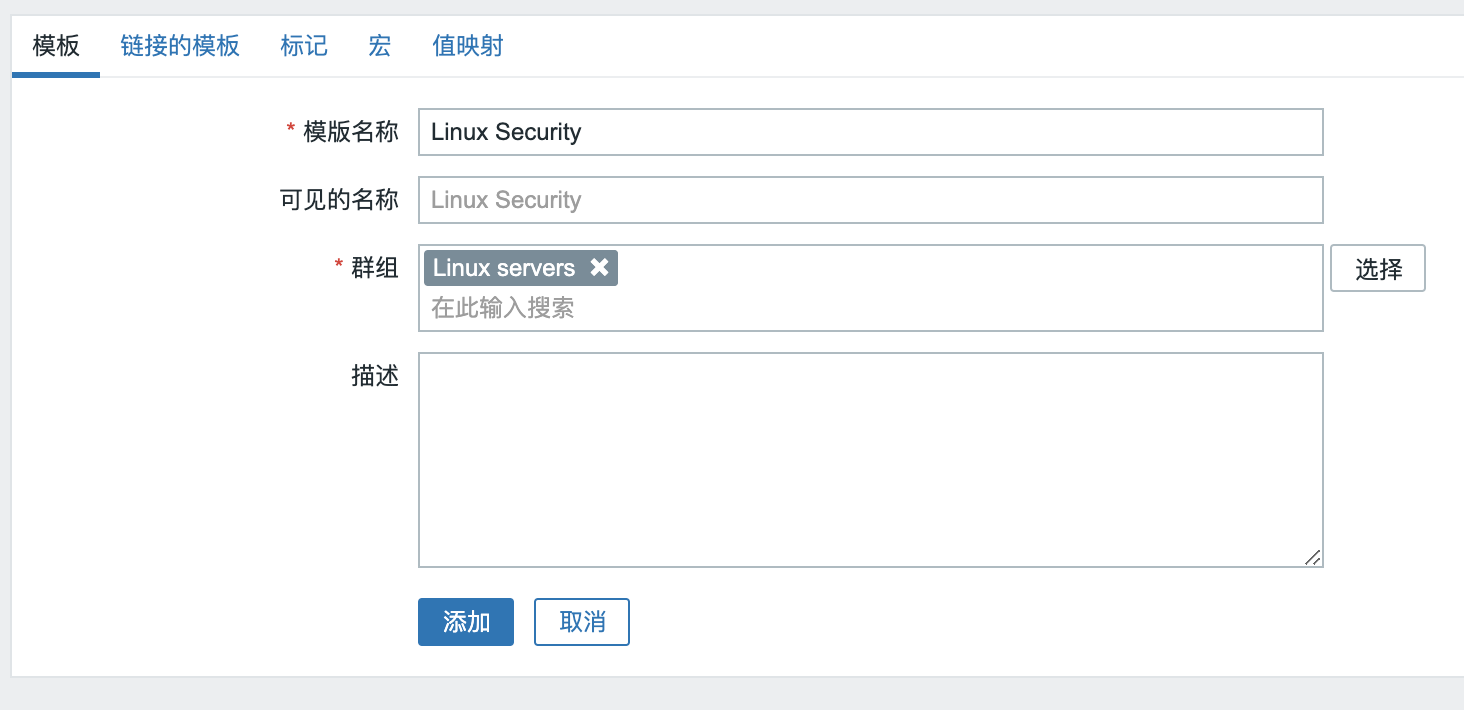 模板 链接的模板 标记 宏 值映射
* 模版名称 Linux Security
可见的名称 Linux Security
* 群组 Linux servers 选择
在此输入搜索
描述
添加 取消